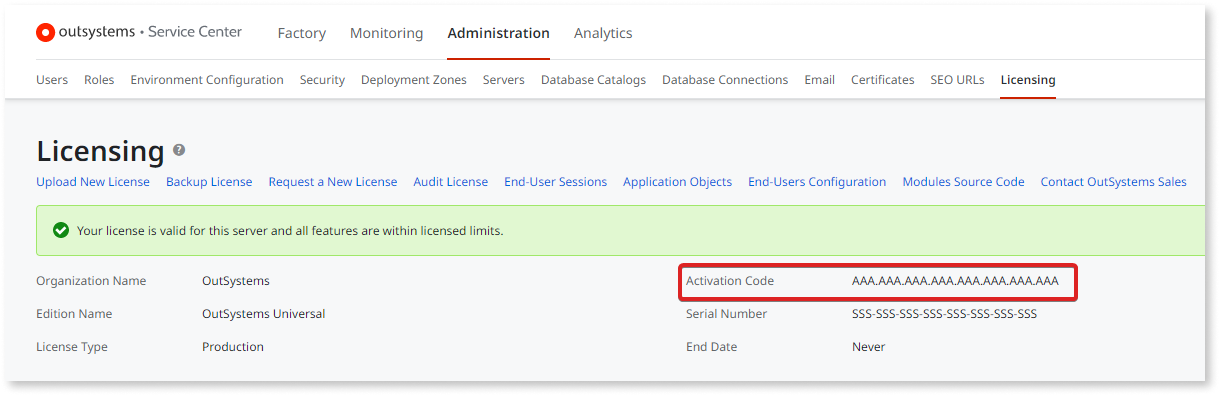 outsystems • Service Center Factory Monitoring Administration Analytics
Users Roles Environment Configuration Security Deployment Zones Servers Database Catalogs Database Connections Email Certificates SEO URLs Licensing
Licensing ?
Upload New License Backup License Request a New License Audit License End-User Sessions Application Objects End-Users Configuration Modules Source Code Contact OutSystems Sales
Your license is valid for this server and all features are within licensed limits.
Organization Name OutSystems Activation Code AAA.AAA.AAA.AAA.AAA.AAA.AAA.AAA
Edition Name OutSystems Universal Serial Number SSS-SSS-SSS-SSS-SSS-SSS-SSS-SSS
License Type Production End Date Never